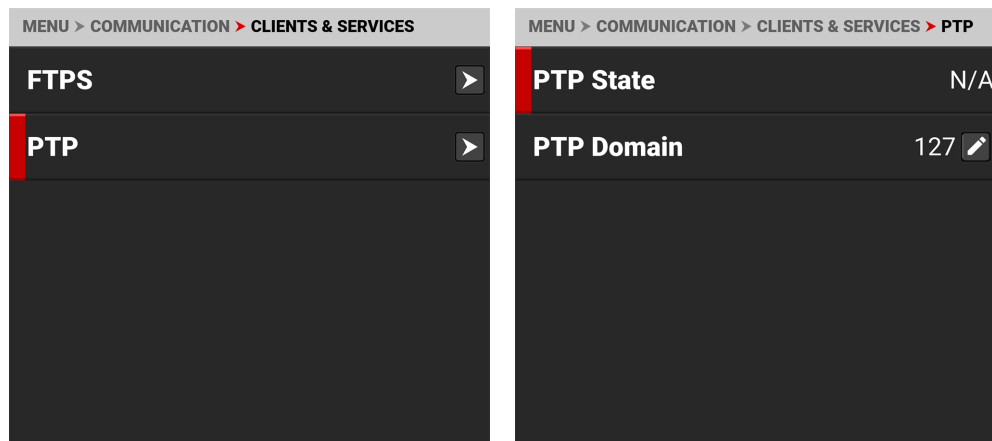 MENU ➤ COMMUNICATION ➤ CLIENTS & SERVICES
FTPS
PTP
MENU ➤ COMMUNICATION ➤ CLIENTS & SERVICES ➤ PTP
PTP State N/A
PTP Domain 127